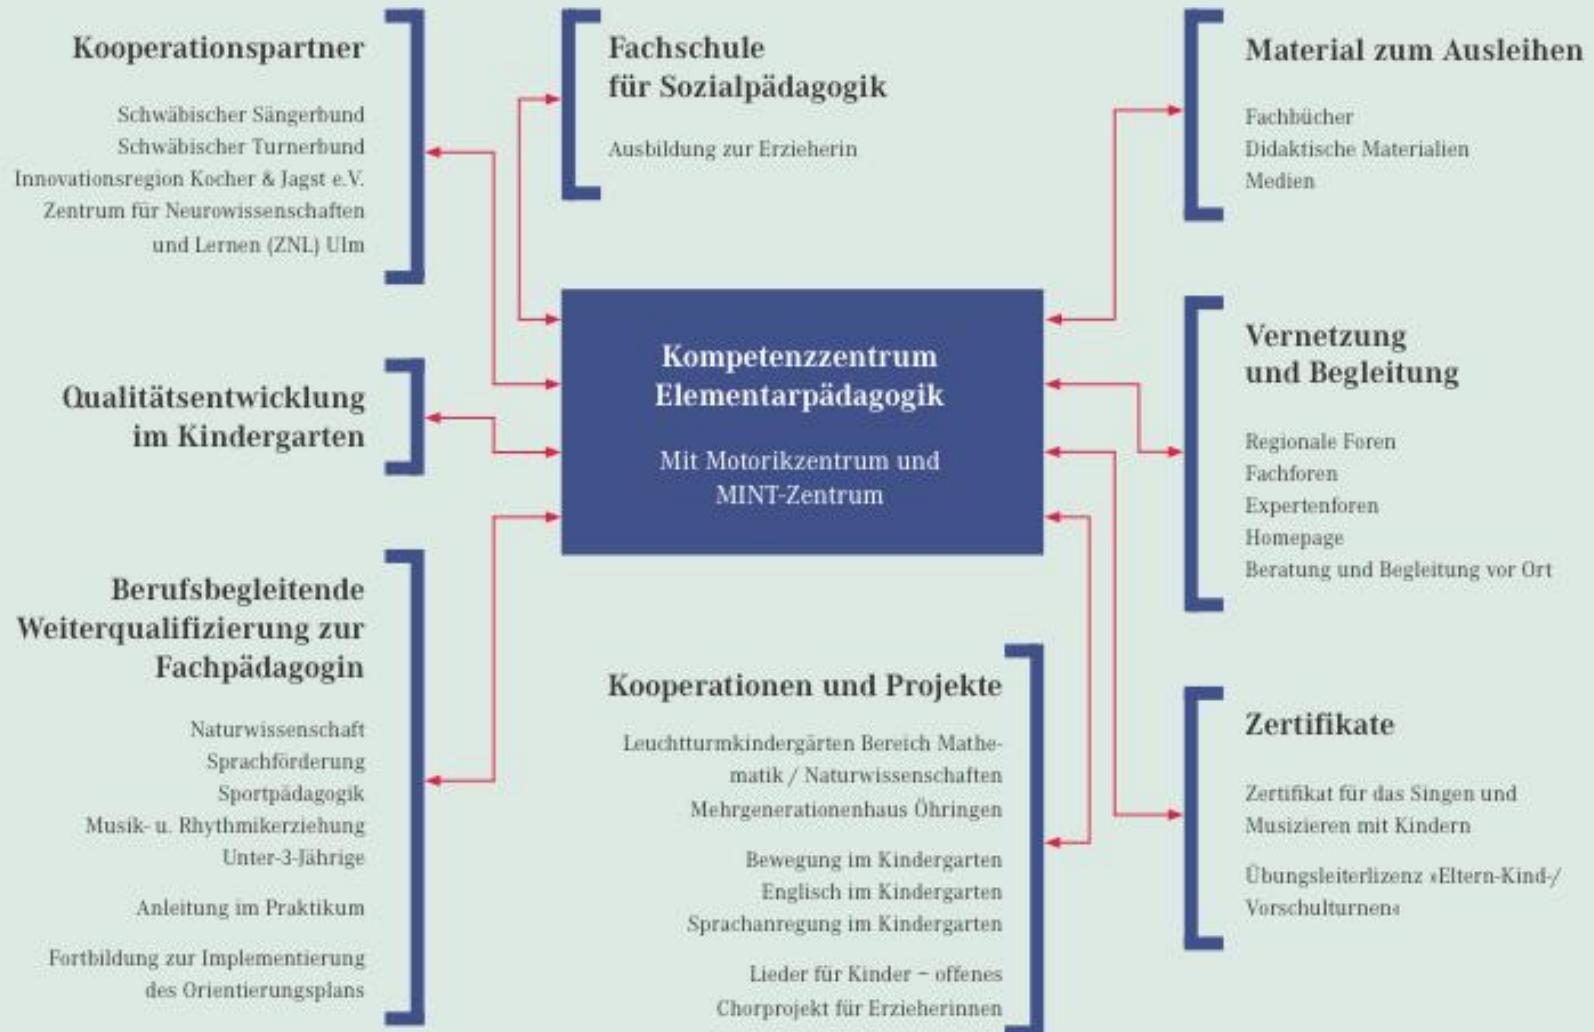 Kooperationspartner
Schwäbischer Sängerbund
Schwäbischer Turnerbund
Innovationsregion Kocher & Jagst e.V.
Zentrum für Neurowissenschaften
und Lernen (ZNL) Ulm
Fachschule
für Sozialpädagogik
Ausbildung zur Erzieherin
Material zum Ausleihen
Fachbücher
Didaktische Materialien
Medien
Qualitätsentwicklung
im Kindergarten
Kompetenzzentrum
Elementarpädagogik
Mit Motorikzentrum und
MINT-Zentrum
Vernetzung
und Begleitung
Regionale Foren
Fachforen
Expertenforen
Homepage
Beratung und Begleitung vor Ort
Berufsbegleitende
Weiterqualifizierung zur
Fachpädagogin
Naturwissenschaft
Sprachförderung
Sportpädagogik
Musik- u. Rhythmikerziehung
Unter-3-Jährige
Anleitung im Praktikum
Fortbildung zur Implementierung
des Orientierungsplans
Kooperationen und Projekte
Leuchtturmkindergärten Bereich Mathe-
matik / Naturwissenschaften
Mehrgenerationenhaus Öhringen
Bewegung im Kindergarten
Englisch im Kindergarten
Sprachanregung im Kindergarten
Lieder für Kinder – offenes
Chorprojekt für Erzieherinnen
Zertifikate
Zertifikat für das Singen und
Musizieren mit Kindern
Übungsleiterlizenz »Eltern-Kind-/
Vorschulturnen«